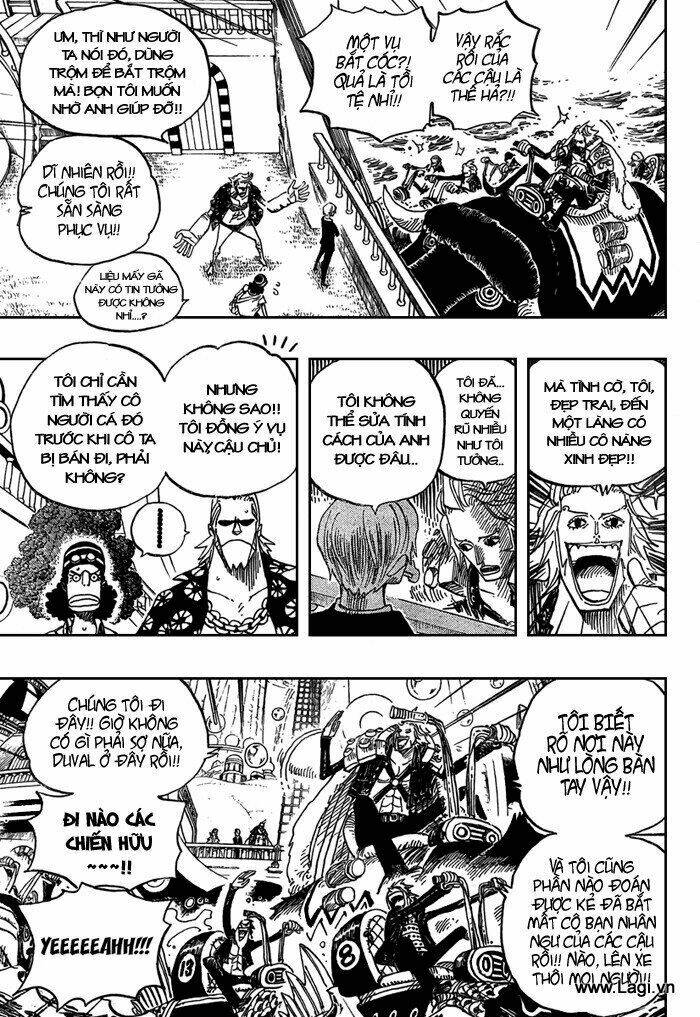 VẬY RẮC
RỐI CỦA
CÁC CẬU LÀ
THẾ HẢ?!!
MỘT VỤ
BẮT CÓC?!
QUẢ LÀ TỒI
TỆ NHỈ!!
UM, THÌ NHƯ NGƯỜI
TA NÓI ĐÓ, DÙNG
TRỘM ĐỂ BẮT TRỘM
MÀ! BỌN TÔI MUỐN
NHỜ ANH GIÚP ĐỠ!!
DĨ NHIÊN RỒI!!
CHÚNG TÔI RẤT
SẴN SÀNG
PHỤC VỤ!!
LIỆU MẤY GÃ
NÀY CÓ TIN TƯỞNG
ĐƯỢC KHÔNG
NHỈ....?
MÀ TÌNH CỜ, TÔI,
ĐẸP TRAI, ĐẾN
MỘT LÀNG CÓ
NHIỀU CÔ NÀNG
XINH ĐẸP!!
TÔI ĐÃ...
KHÔNG
QUYẾN
RŨ NHIỀU
NHƯ TÔI
TƯỞNG..
TÔI KHÔNG
THỂ SỬA TÍNH
CÁCH CỦA ANH
ĐƯỢC ĐÂU..
NHƯNG
KHÔNG SAO!!
TÔI ĐỒNG Ý VỤ
NÀY, CẬU CHỦ!
TÔI CHỈ CẦN
TÌM THẤY CÔ
NGƯỜI CÁ ĐÓ
TRƯỚC KHI CÔ TA
BỊ BÁN ĐI, PHẢI
KHÔNG?
TÔI BIẾT
RÕ NƠI NÀY
NHƯ LÒNG BÀN
TAY VẬY!!
VÀ TÔI CŨNG
PHẦN NÀO ĐOÁN
ĐƯỢC KẺ ĐÃ BẮT
MẤT CÔ BẠN NHÂN
NGƯ CỦA CÁC CẬU
RỒI!! NÀO, LÊN XE
THÔI MỌI NGƯỜI!!
CHÚNG TÔI ĐI
ĐÂY!! GIỜ KHÔNG
CÓ GÌ PHẢI SỢ NỮA,
DUVAL Ở ĐÂY RỒI!!
ĐI NÀO CÁC
CHIẾN HỮU
~~~!!
YEEEEEAHH!!!
13
8
www.Lagi.vn